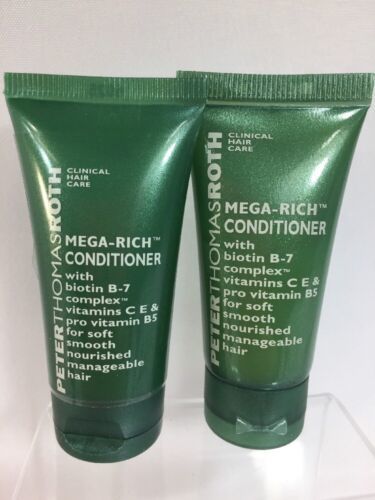 PETERTHOMASROTH
CLINICAL
HAIR
CARE
MEGA-RICH™
CONDITIONER
with
biotin B-7
complex™
vitamins C E &
pro vitamin B5
for soft
smooth
nourished
manageable
hair
PETERTHOMASROTH
CLINICAL
HAIR
CARE
MEGA-RICH™
CONDITIONER
with
biotin B-7
complex™
vitamins C E &
pro vitamin B5
for soft
smooth
nourished
manageable
hair